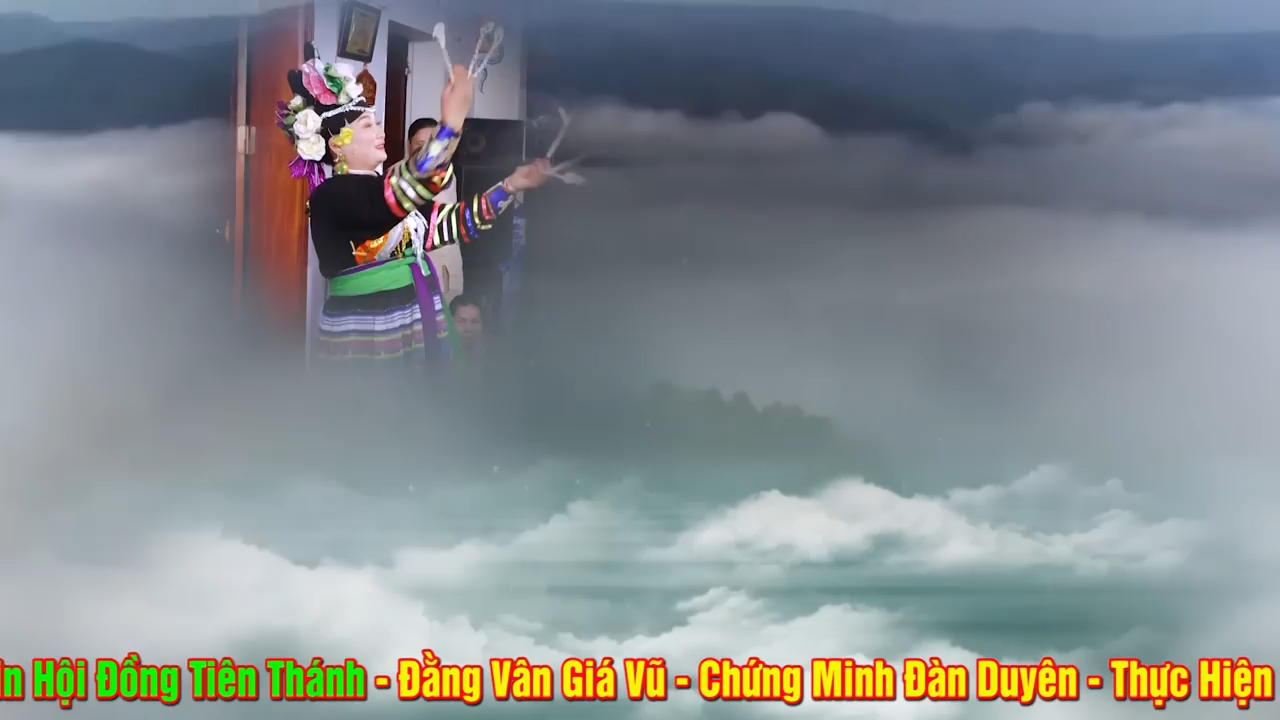 Hội Đồng Tiên Thánh - Đằng Vân Giá Vũ - Chứng Minh Đàn Duyên - Thực Hiện